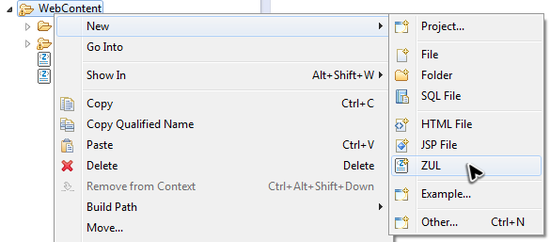 WebContent
New
Go Into
Show In Alt+Shift+W
Copy Ctrl+C
Copy Qualified Name
Paste Ctrl+V
Delete Delete
Remove from Context Ctrl+Alt+Shift+Down
Build Path
Move...
Project...
File
Folder
SQL File
HTML File
JSP File
ZUL
Example...
Other... Ctrl+N